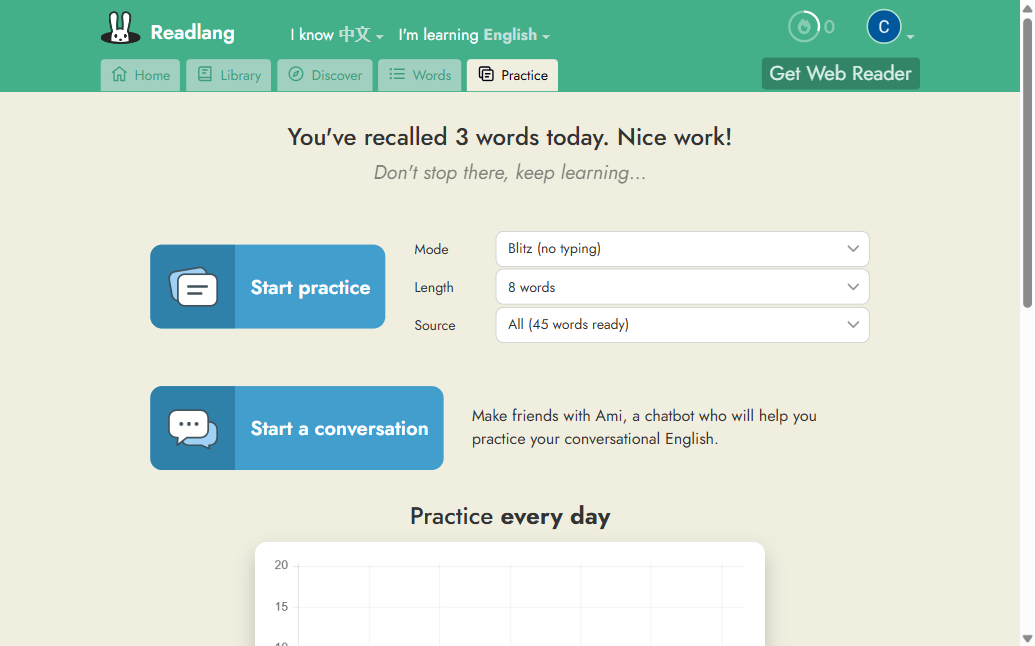 Readlang
I know 中文
I'm learning English
0
C
Home
Library
Discover
Words
Practice
Get Web Reader
You've recalled 3 words today. Nice work!
Don't stop there, keep learning...
Start practice
Mode
Blitz (no typing)
Length
8 words
Source
All (45 words ready)
Start a conversation
Make friends with Ami, a chatbot who will help you
practice your conversational English.
Practice every day
20
15
10